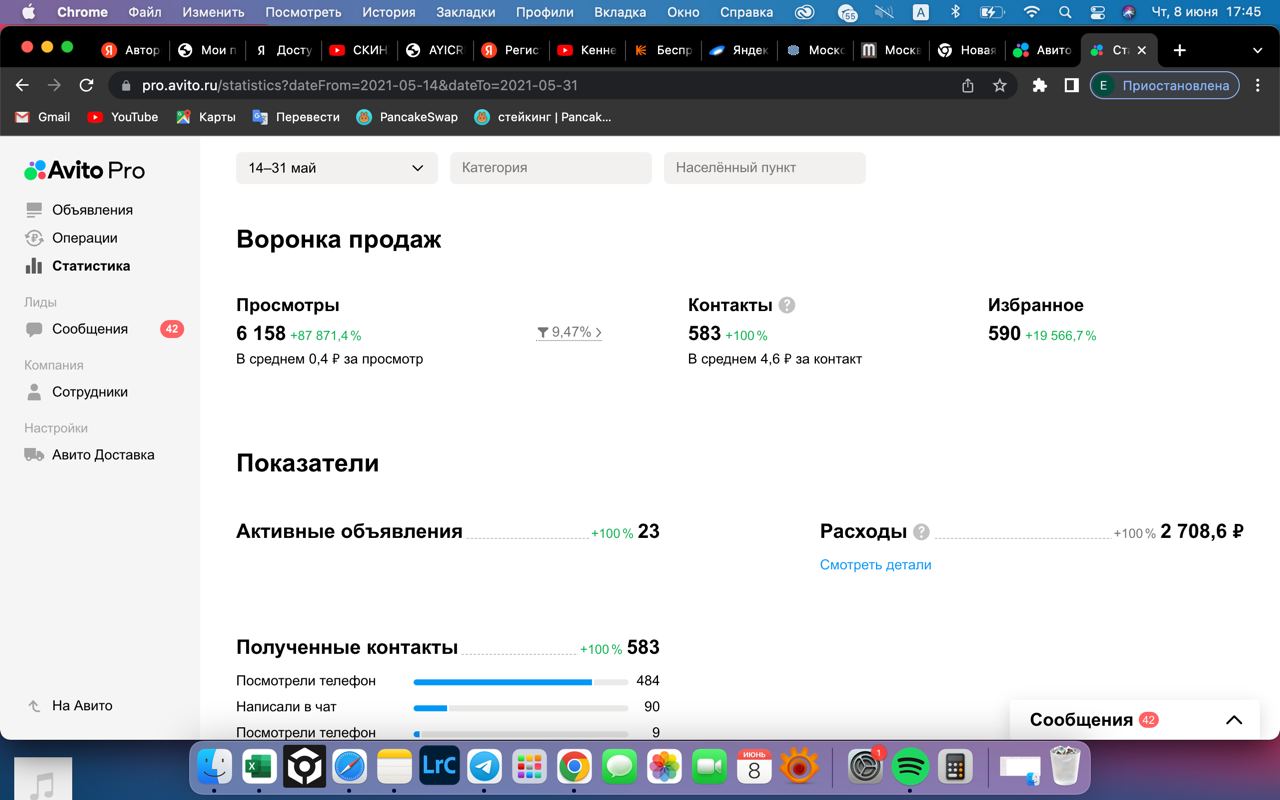 Chrome Файл Изменить Посмотреть История Закладки Профили Вкладка Окно Справка 55 A Чт, 8 июня 17:45
Я Автор Мои п Я Досту СКИН AYICR Я Регис Кенне Беспр Яндек Моск Москв Новая Авито Ст
pro.avito.ru/statistics?dateFrom=2021-05-14&dateTo=2021-05-31 E Приостановлена
Gmail YouTube Карты Перевести PancakeSwap стейкинг | Pancak...
Avito Pro
Объявления
Операции
Статистика
Лиды
Сообщения 42
Компания
Сотрудники
Настройки
Авито Доставка
На Авито
14–31 май Категория Населённый пункт
Воронка продаж
Просмотры Контакты ? Избранное
6 158 +87 871,4 % 9,47% 583 +100 % 590 +19 566,7 %
В среднем 0,4 ₽ за просмотр В среднем 4,6 ₽ за контакт
Показатели
Активные объявления +100 % 23 Расходы ? +100 % 2 708,6 ₽
Смотреть детали
Полученные контакты +100 % 583
Посмотрели телефон 484
Написали в чат 90
Посмотрели телефон 9
Сообщения 42
LrC ИЮНЬ 8 1